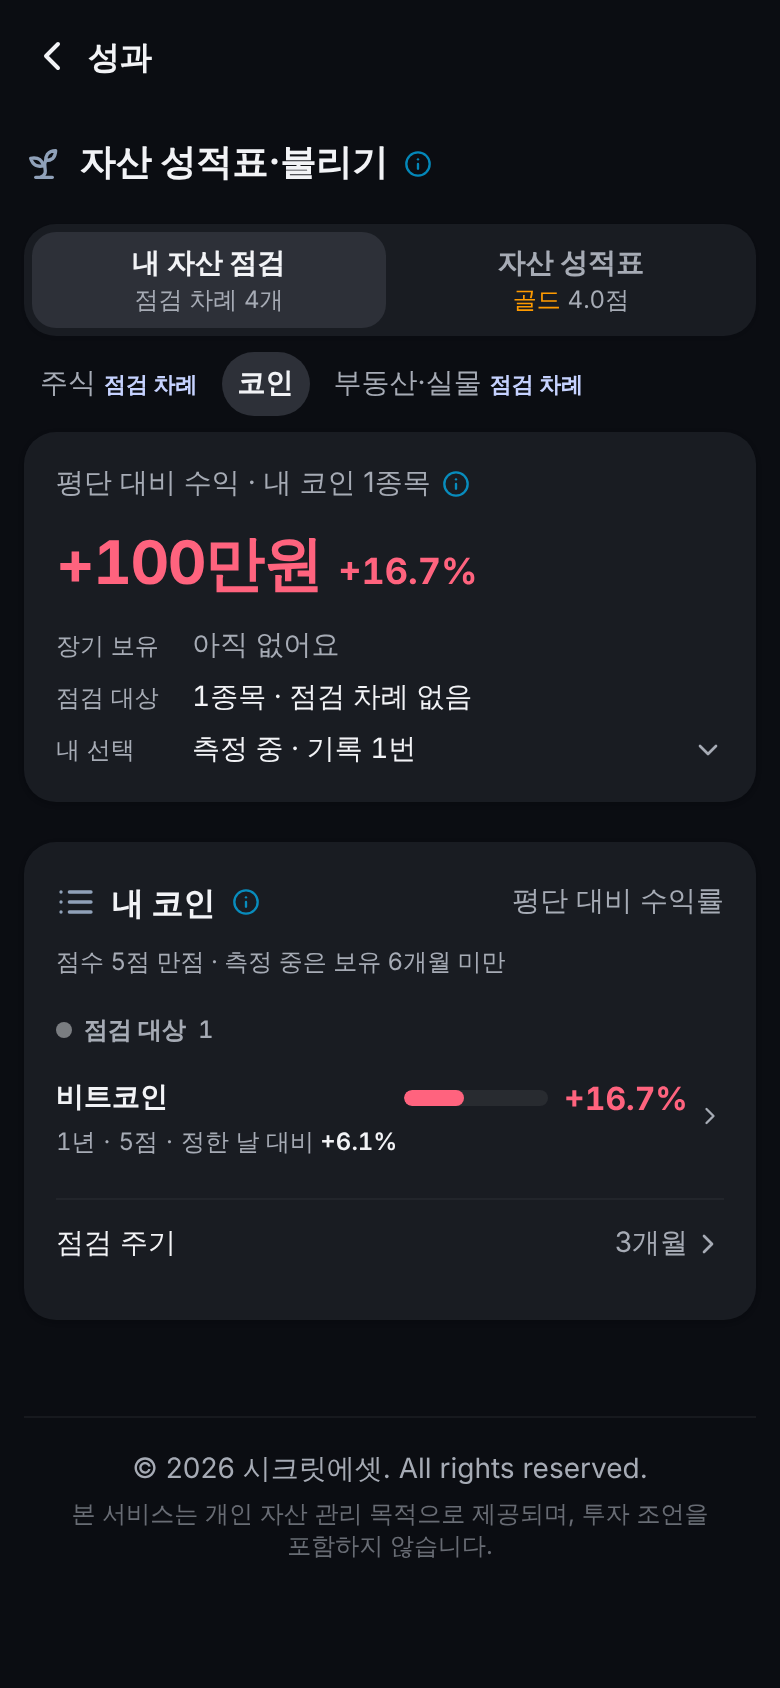 성과
자산 성적표·불리기
내 자산 점검
점검 차례 4개
자산 성적표
골드 4.0점
주식 점검 차례 코인 부동산·실물 점검 차례
평단 대비 수익 · 내 코인 1종목
+100만원 +16.7%
장기 보유 아직 없어요
점검 대상 1종목 · 점검 차례 없음
내 선택 측정 중 · 기록 1번
내 코인 평단 대비 수익률
점수 5점 만점 · 측정 중은 보유 6개월 미만
점검 대상 1
비트코인 +16.7%
1년 · 5점 · 정한 날 대비 +6.1%
점검 주기 3개월
© 2026 시크릿에셋. All rights reserved.
본 서비스는 개인 자산 관리 목적으로 제공되며, 투자 조언을
포함하지 않습니다.